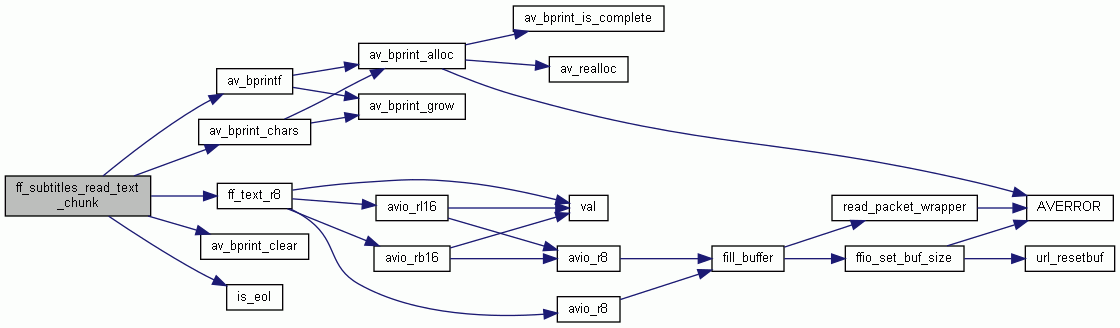 av_bprint_is_complete
av_bprint_alloc
av_realloc
av_bprintf
av_bprint_grow
av_bprint_chars
ff_subtitles_read_text
_chunk
ff_text_r8
avio_rl16
val
read_packet_wrapper
AVERROR
av_bprint_clear
avio_rb16
avio_r8
fill_buffer
ffio_set_buf_size
url_resetbuf
is_eol
avio_r8